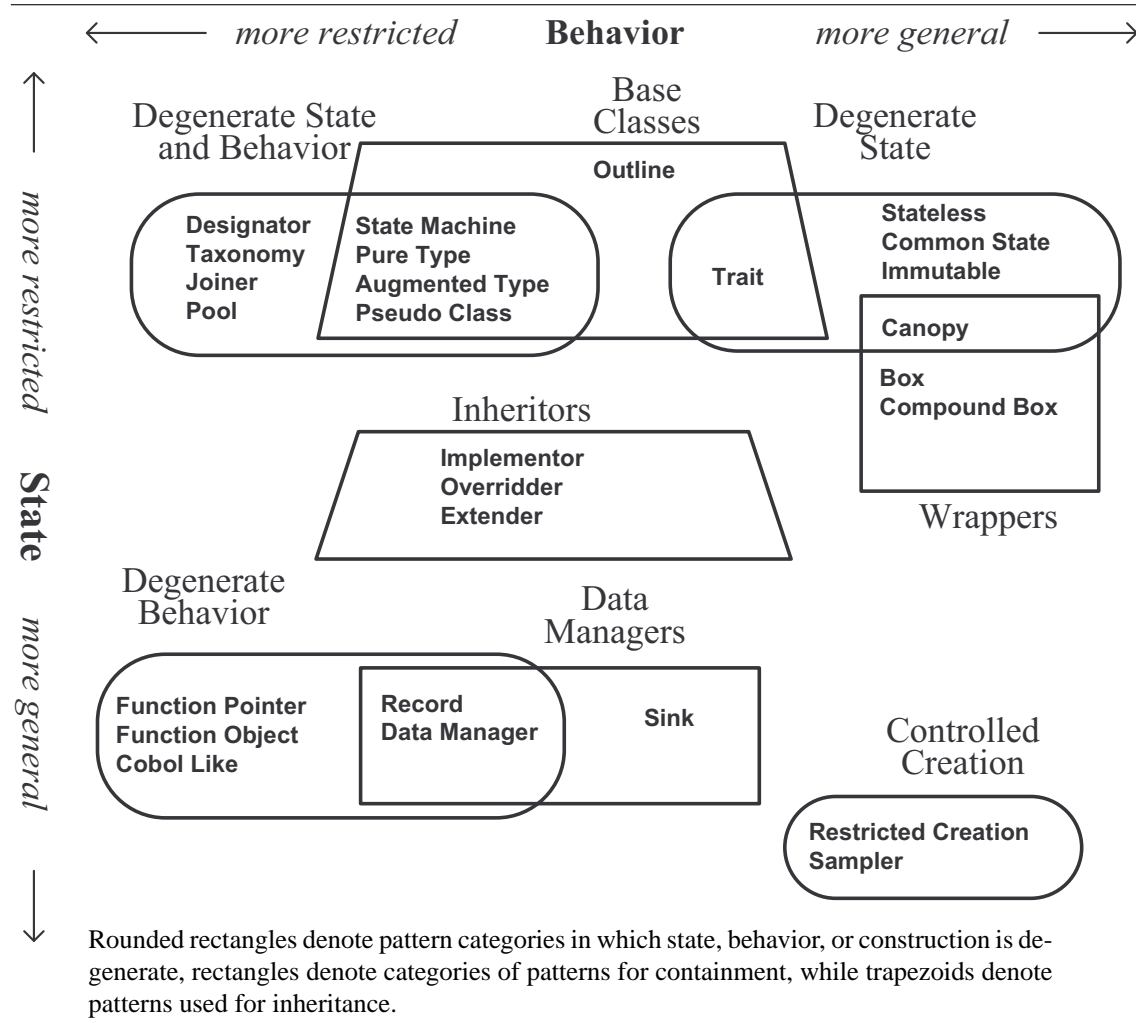 more restricted Behavior more general
Degenerate State
and Behavior
Base
Classes
Degenerate
State
Outline
more restricted
State
more general
Designator
Taxonomy
Joiner
Pool
State Machine
Pure Type
Augmented Type
Pseudo Class
Trait
Stateless
Common State
Immutable
Canopy
Box
Compound Box
Wrappers
Inheritors
Implementor
Overridder
Extender
Degenerate
Behavior
Data
Managers
Function Pointer
Function Object
Cobol Like
Record
Data Manager
Sink
Controlled
Creation
Restricted Creation
Sampler
Rounded rectangles denote pattern categories in which state, behavior, or construction is de-
generate, rectangles denote categories of patterns for containment, while trapezoids denote
patterns used for inheritance.